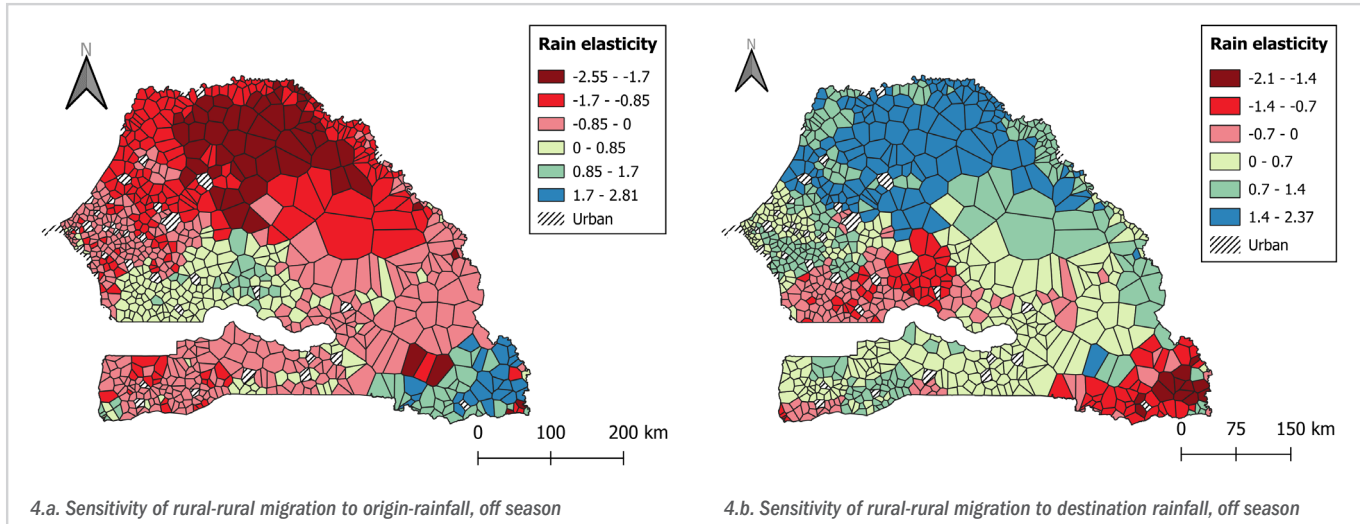 N
Rain elasticity
-2.55 - -1.7
-1.7 - -0.85
-0.85 - 0
0 - 0.85
0.85 - 1.7
1.7 - 2.81
Urban
0 100 200 km
4.a. Sensitivity of rural-rural migration to origin-rainfall, off season
N
Rain elasticity
-2.1 - -1.4
-1.4 - -0.7
-0.7 - 0
0 - 0.7
0.7 - 1.4
1.4 - 2.37
Urban
0 75 150 km
4.b. Sensitivity of rural-rural migration to destination rainfall, off season